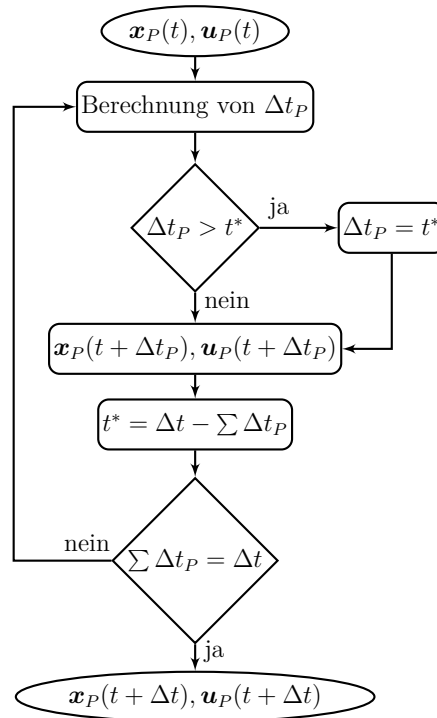 𝒙_P(t), 𝒖_P(t)
Berechnung von Δt_P
Δt_P > t*
ja
Δt_P = t*
nein
𝒙_P(t + Δt_P), 𝒖_P(t + Δt_P)
t* = Δt − ∑ Δt_P
nein
∑ Δt_P = Δt
ja
𝒙_P(t + Δt), 𝒖_P(t + Δt)